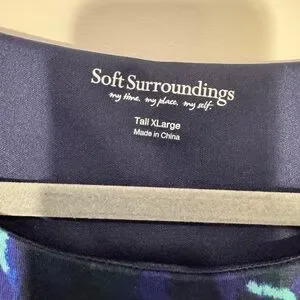 Soft Surroundings
my time. my place. my self.
Tall XLarge
Made in China